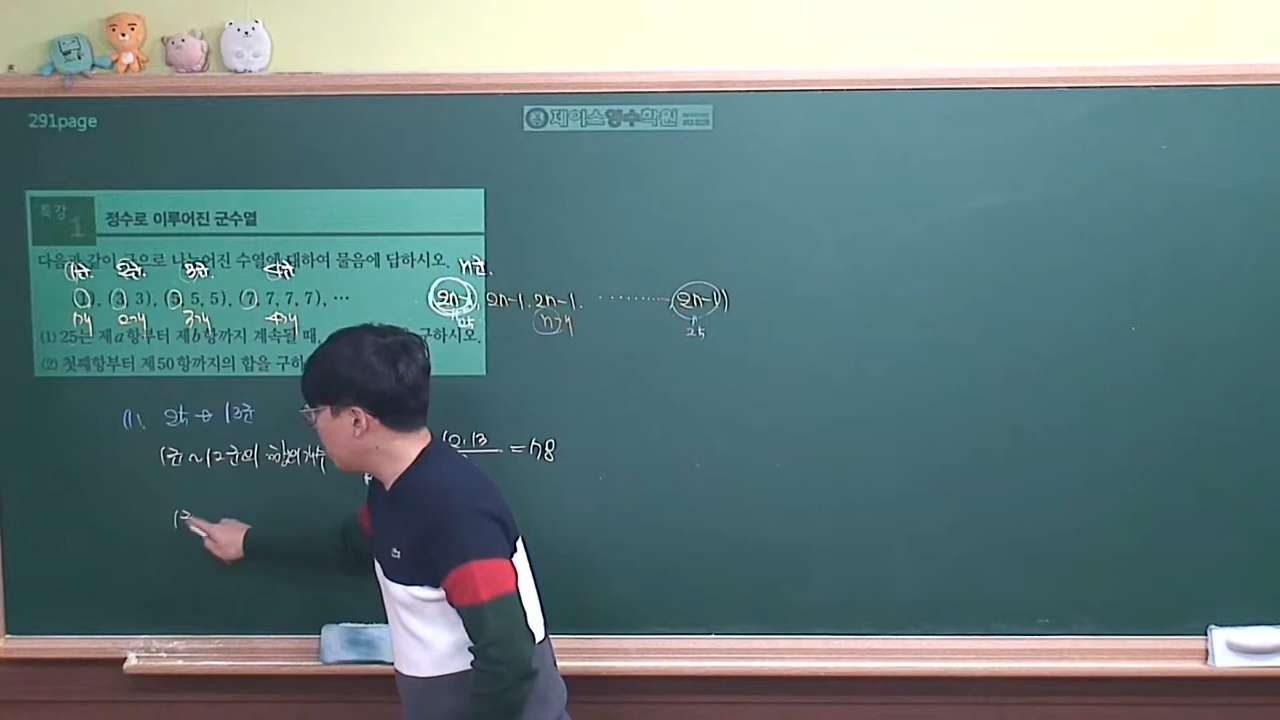 291page
제이스영수학원
특강 1 정수로 이루어진 군수열
다음과 같이 군으로 나누어진 수열에 대하여 물음에 답하시오.
1군. 2군. 3군. 4군 n군.
(1), (3, 3), (5, 5, 5), (7, 7, 7, 7), ⋯ (2n-1, 2n-1, 2n-1, ⋯⋯⋯ 2n-1)
1개 2개 3개 4개 25 n개 25
(1) 25는 제a항부터 제b항까지 계속될 때, 구하시오.
(2) 첫째항부터 제50항까지의 합을 구하
(1). 25 → 13군
1군 ~ 12군의 항의 개수 12·13 = 78
12